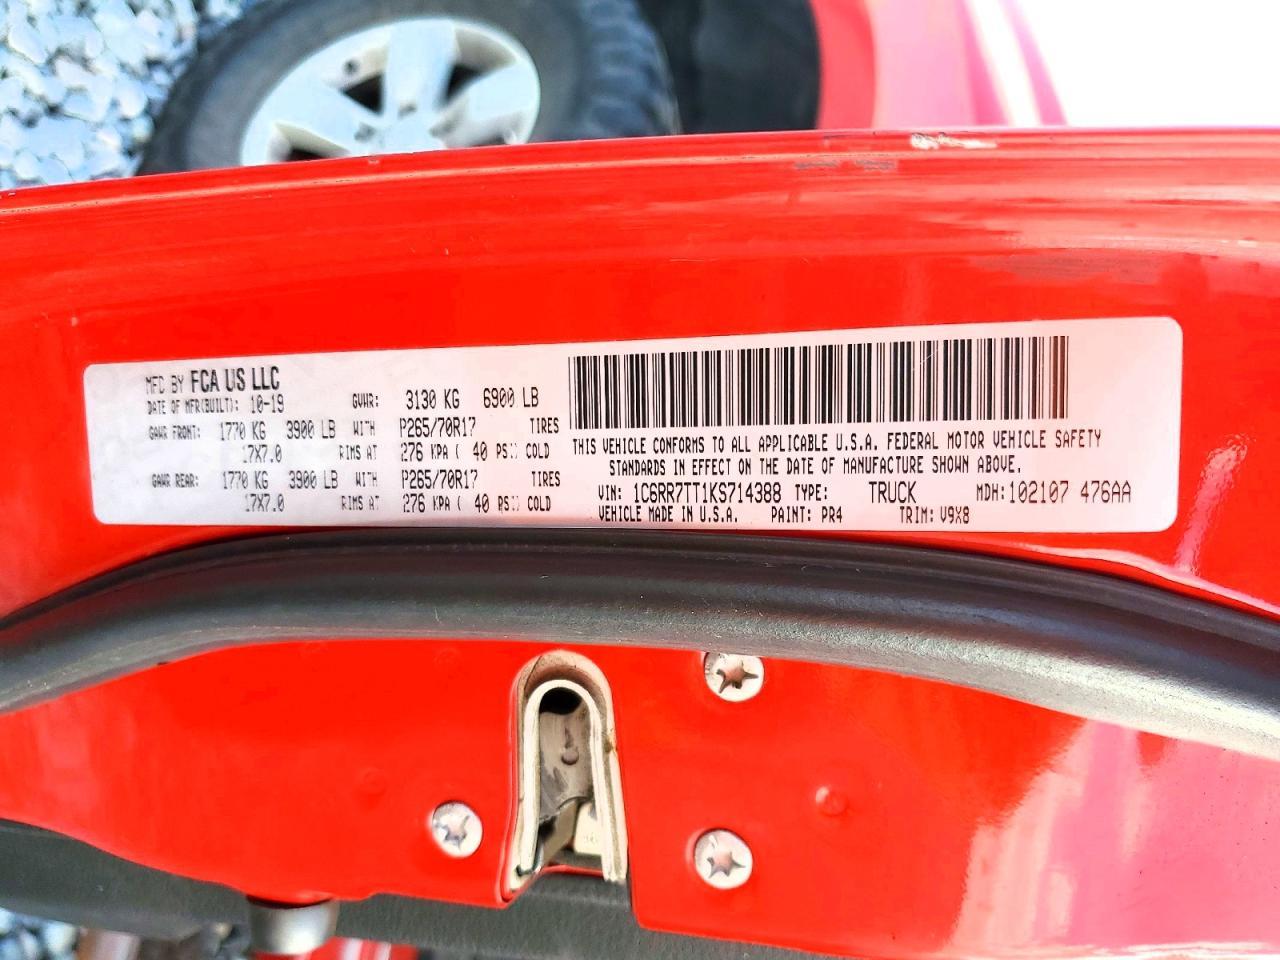 MFC BY FCA US LLC
DATE OF MFR(BUILT): 10-19 GVWR: 3130 KG 6900 LB
GAWR FRONT: 1770 KG 3900 LB WITH P265/70R17 TIRES
17X7.0 RIMS AT 276 KPA ( 40 PSI) COLD
GAWR REAR: 1770 KG 3900 LB WITH P265/70R17 TIRES
17X7.0 RIMS AT 276 KPA ( 40 PSI) COLD
THIS VEHICLE CONFORMS TO ALL APPLICABLE U.S.A. FEDERAL MOTOR VEHICLE SAFETY
STANDARDS IN EFFECT ON THE DATE OF MANUFACTURE SHOWN ABOVE.
VIN: 1C6RR7TT1KS714388 TYPE: TRUCK MDH: 102107 476AA
VEHICLE MADE IN U.S.A. PAINT: PR4 TRIM: V9X8